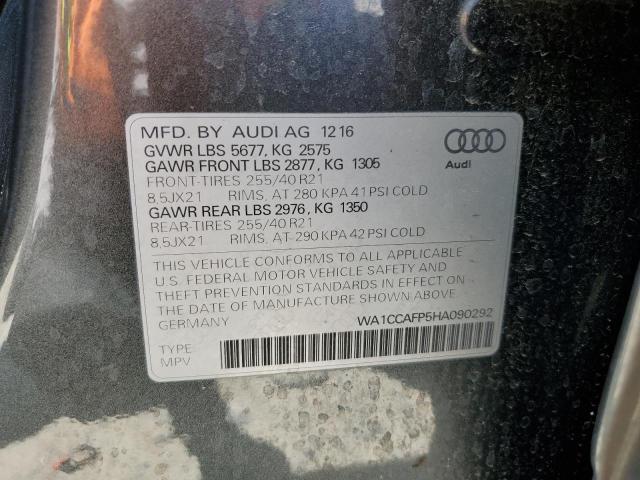 MFD. BY AUDI AG 12 16
GVWR LBS 5677, KG 2575
GAWR FRONT LBS 2877, KG 1305
FRONT-TIRES 255/40 R21
8,5JX21 RIMS, AT 280 KPA 41 PSI COLD
GAWR REAR LBS 2976, KG 1350
REAR-TIRES 255/40 R21
8,5JX21 RIMS, AT 290 KPA 42 PSI COLD
Audi
THIS VEHICLE CONFORMS TO ALL APPLICABLE
U.S. FEDERAL MOTOR VEHICLE SAFETY AND
THEFT PREVENTION STANDARDS IN EFFECT ON
THE DATE OF MANUFACTURE SHOWN ABOVE.
GERMANY WA1CCAFP5HA090292
TYPE
MPV